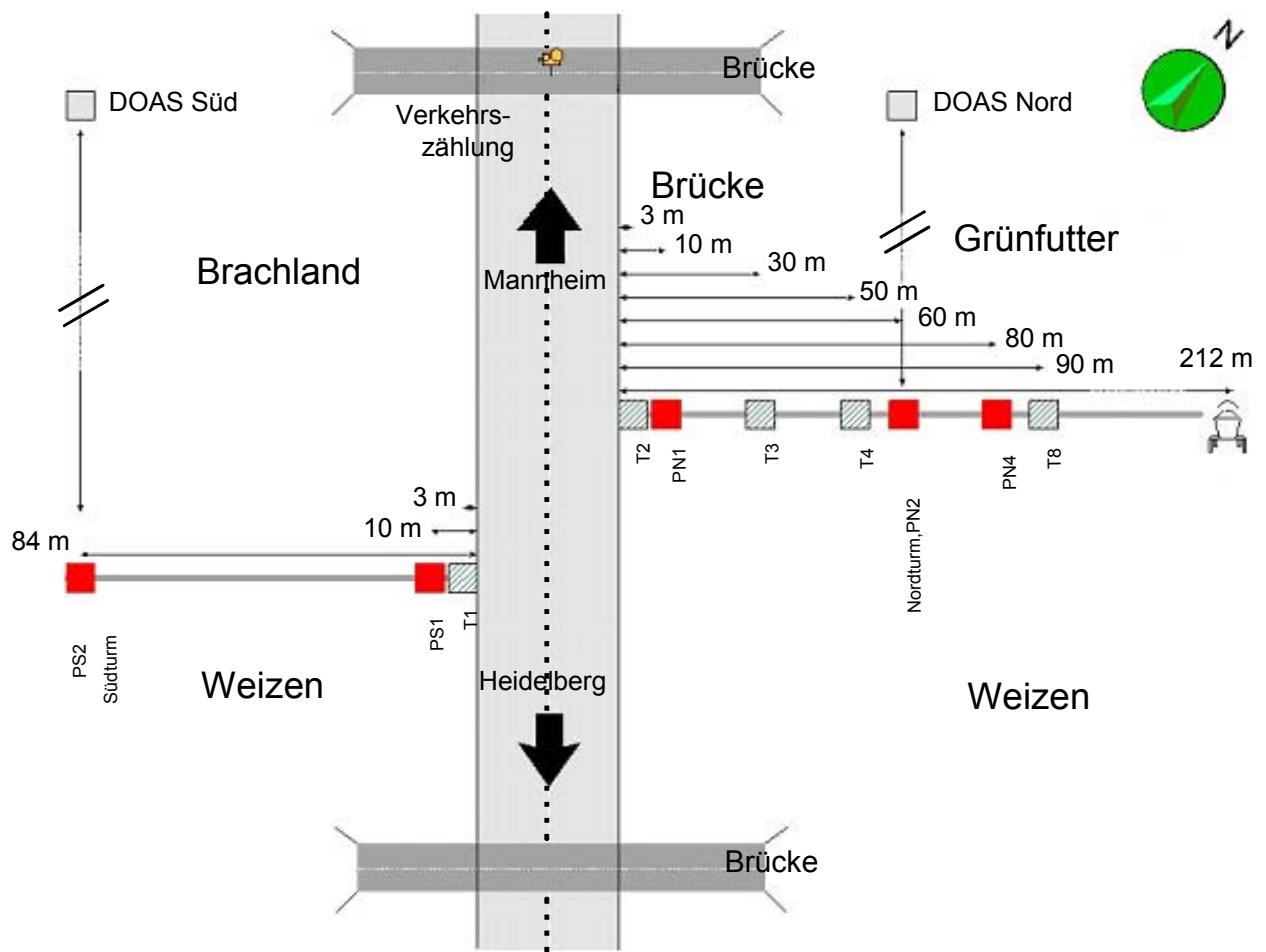 N
Brücke
DOAS Süd
DOAS Nord
Verkehrs-
zählung
Brücke
3 m
Grünfutter
10 m
Brachland
30 m
Mannheim
50 m
60 m
80 m
90 m
212 m
T2
PN1
T3
T4
Nordturm,PN2
PN4
T8
3 m
10 m
84 m
PS2
Südturm
PS1
T1
Weizen
Heidelberg
Weizen
Brücke